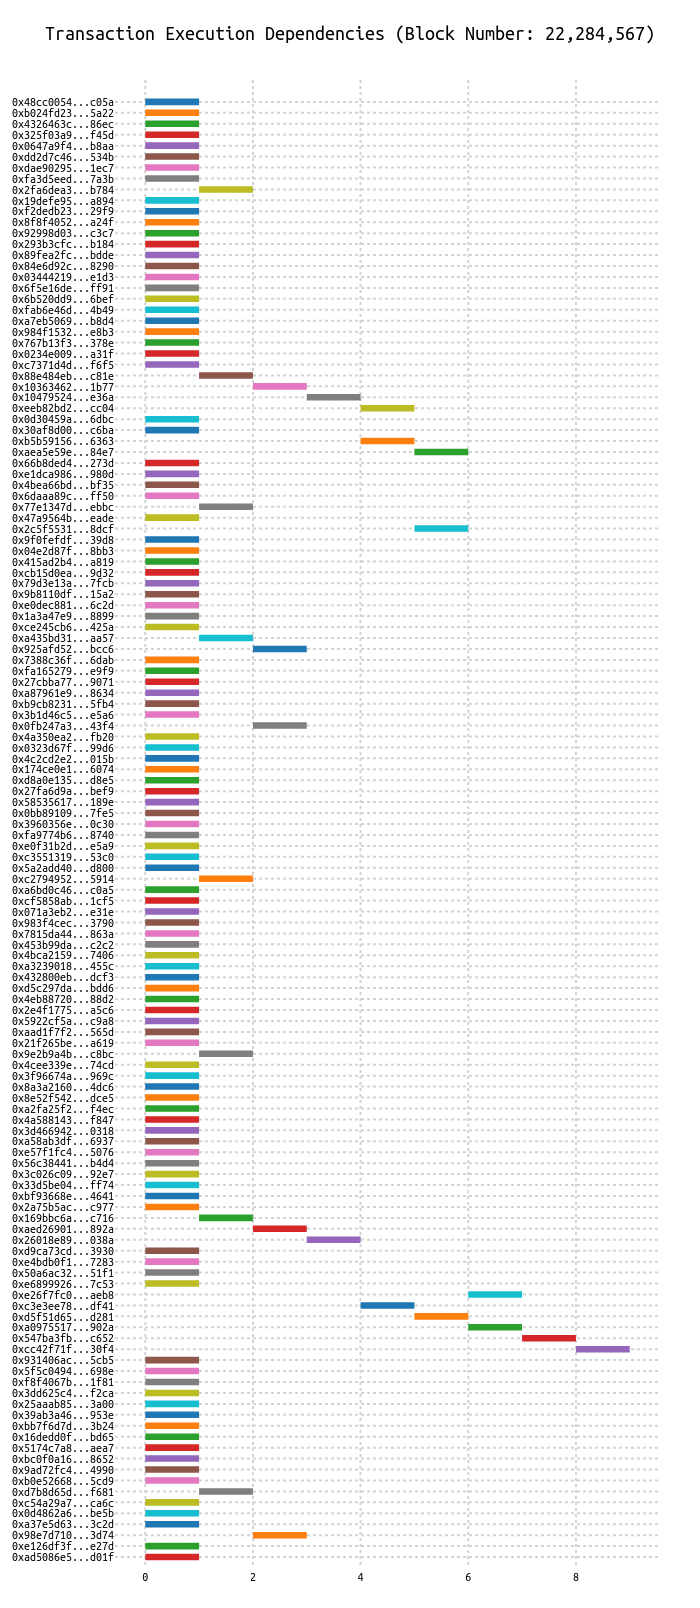 Transaction Execution Dependencies (Block Number: 22,284,567)
0x48cc0054...c05a
0xb024fd23...5a22
0x4326463c...86ec
0x325f03a9...f45d
0x0647a9f4...b8aa
0xdd2d7c46...534b
0xdae90295...1ec7
0xfa3d5eed...7a3b
0x2fa6dea3...b784
0x19defe95...a894
0xf2dedb23...29f9
0x8f8f4052...a24f
0x92998d03...c3c7
0x293b3cfc...b184
0x89fea2fc...bdde
0x84e6d92c...8290
0x03444219...e1d3
0x6f5e16de...ff91
0x6b520dd9...6bef
0xfab6e46d...4b49
0xa7eb5069...b8d4
0x984f1532...e8b3
0x767b13f3...378e
0x0234e009...a31f
0xc7371d4d...f6f5
0x88e484eb...c81e
0x10363462...1b77
0x10479524...e36a
0xeeb82bd2...cc04
0x0d30459a...6dbc
0x30af8d00...c6ba
0xb5b59156...6363
0xaea5e59e...84e7
0x66b8ded4...273d
0xe1dca986...980d
0x4bea66bd...bf35
0x6daaa89c...ff50
0x77e1347d...ebbc
0x47a9564b...eade
0x2c5f5531...8dcf
0x9f0fefdf...39d8
0x04e2d87f...8bb3
0x415ad2b4...a819
0xcb15d0ea...9d32
0x79d3e13a...7fcb
0x9b8110df...15a2
0xe0dec881...6c2d
0x1a3a47e9...8899
0xce245cb6...425a
0xa435bd31...aa57
0x925afd52...bcc6
0x7388c36f...6dab
0xfa165279...e9f9
0x27cbba77...9071
0xa87961e9...8634
0xb9cb8231...5fb4
0x3b1d46c5...e5a6
0x0fb247a3...43f4
0x4a350ea2...fb20
0x0323d67f...99d6
0x4c2cd2e2...015b
0x174ce0e1...6074
0xd8a0e135...d8e5
0x27fa6d9a...bef9
0x58535617...189e
0x0bb89109...7fe5
0x3960356e...0c30
0xfa9774b6...8740
0xe0f31b2d...e5a9
0xc3551319...53c0
0x5a2add40...d800
0xc2794952...5914
0xa6bd0c46...c0a5
0xcf5858ab...1cf5
0x071a3eb2...e31e
0x983f4cec...3790
0x7815da44...863a
0x453b99da...c2c2
0x4bca2159...7406
0xa3239018...455c
0x432800eb...dcf3
0xd5c297da...bdd6
0x4eb88720...88d2
0x2e4f1775...a5c6
0x5922cf5a...c9a8
0xaad1f7f2...565d
0x21f265be...a619
0x9e2b9a4b...c8bc
0x4cee339e...74cd
0x3f96674a...969c
0x8a3a2160...4dc6
0x8e52f542...dce5
0xa2fa25f2...f4ec
0x4a588143...f847
0x3d466942...0318
0xa58ab3df...6937
0xe57f1fc4...5076
0x56c38441...b4d4
0x3c026c09...92e7
0x33d5be04...ff74
0xbf93668e...4641
0x2a75b5ac...c977
0x169bbc6a...c716
0xaed26901...892a
0x26018e89...038a
0xd9ca73cd...3930
0xe4bdb0f1...7283
0x50a6ac32...51f1
0xe6899926...7c53
0xe26f7fc0...aeb8
0xc3e3ee78...df41
0xd5f51d65...d281
0xa0975517...902a
0x547ba3fb...c652
0xcc42f71f...30f4
0x931406ac...5cb5
0x5f5c0494...698e
0xf8f4067b...1f81
0x3dd625c4...f2ca
0x25aaab85...3a00
0x39ab3a46...953e
0xbb7f6d7d...3b24
0x16dedd0f...bd65
0x5174c7a8...aea7
0xbc0f0a16...8652
0x9ad72fc4...4990
0xb0e52668...5cd9
0xd7b8d65d...f681
0xc54a29a7...ca6c
0x0d4862a6...be5b
0xa37e5d63...3c2d
0x98e7d710...3d74
0xe126df3f...e27d
0xad5086e5...d01f
0 2 4 6 8